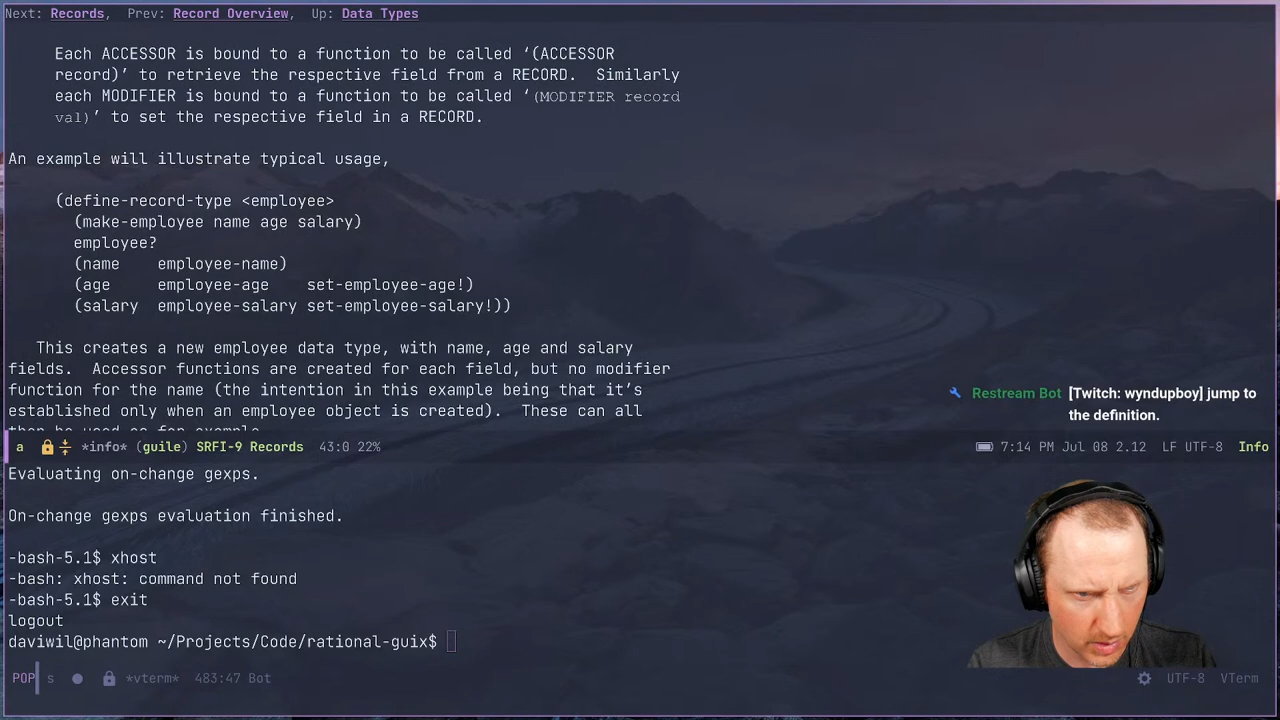 Next: Records,  Prev: Record Overview,  Up: Data Types
Each ACCESSOR is bound to a function to be called ‘(ACCESSOR
record)’ to retrieve the respective field from a RECORD.  Similarly
each MODIFIER is bound to a function to be called ‘(MODIFIER record
val)’ to set the respective field in a RECORD.
An example will illustrate typical usage,
(define-record-type <employee>
(make-employee name age salary)
employee?
(name    employee-name)
(age     employee-age    set-employee-age!)
(salary  employee-salary set-employee-salary!))
This creates a new employee data type, with name, age and salary
fields.  Accessor functions are created for each field, but no modifier
function for the name (the intention in this example being that it’s
established only when an employee object is created).  These can all
Restream Bot [Twitch: wyndupboy] jump to
the definition.
a *info* (guile) SRFI-9 Records 43:0 22% 7:14 PM Jul 08 2.12 LF UTF-8 Info
Evaluating on-change gexps.
On-change gexps evaluation finished.
-bash-5.1$ xhost
-bash: xhost: command not found
-bash-5.1$ exit
logout
daviwil@phantom ~/Projects/Code/rational-guix$
POP s *vterm* 483:47 Bot UTF-8 VTerm